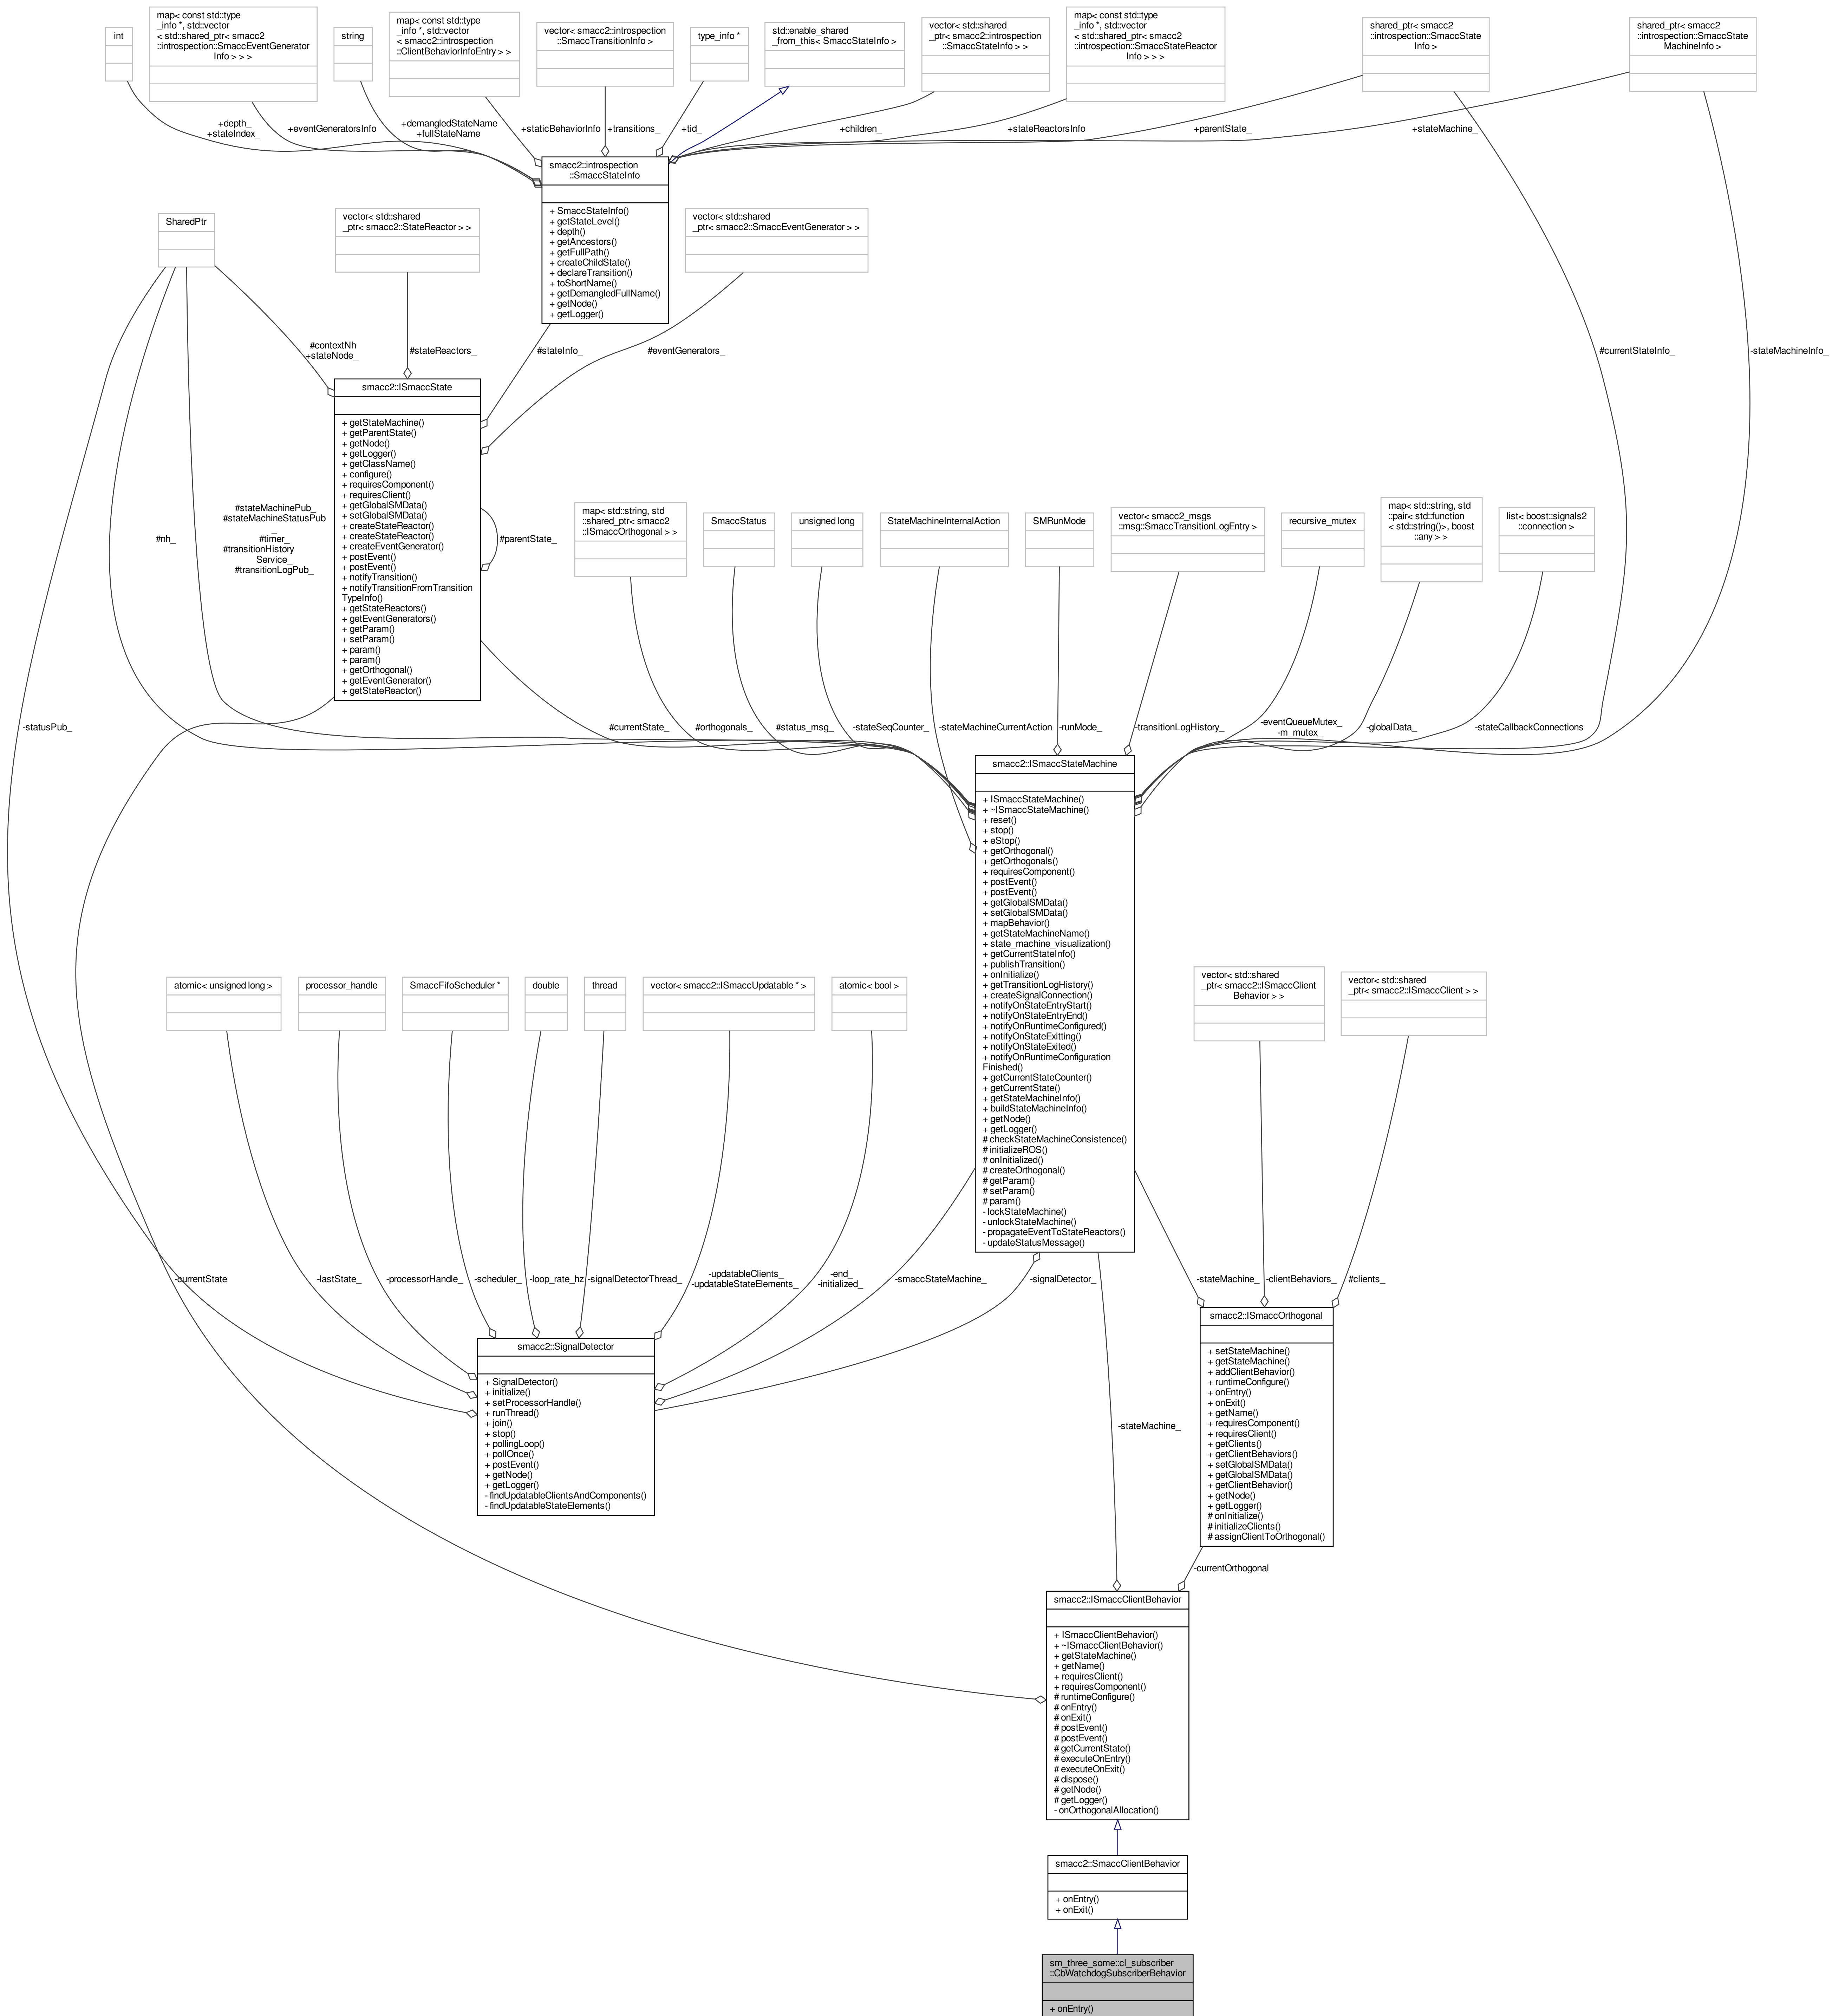 int
map< const std::type
_info *, std::vector
< std::shared_ptr< smacc2
::introspection::SmaccEventGenerator
Info > > >
string
map< const std::type
_info *, std::vector
< smacc2::introspection
::ClientBehaviorInfoEntry > >
vector< smacc2::introspection
::SmaccTransitionInfo >
type_info *
std::enable_shared
_from_this< SmaccStateInfo >
vector< std::shared
_ptr< smacc2::introspection
::SmaccStateInfo > >
map< const std::type
_info *, std::vector
< std::shared_ptr< smacc2
::introspection::SmaccStateReactor
Info > > >
shared_ptr< smacc2
::introspection::SmaccState
Info >
shared_ptr< smacc2
::introspection::SmaccState
MachineInfo >
+depth_
+stateIndex_
+eventGeneratorsInfo
+demangledStateName
+fullStateName
+staticBehaviorInfo
+transitions_
+tid_
+children_
+stateReactorsInfo
+parentState_
+stateMachine_
smacc2::introspection
::SmaccStateInfo
+ SmaccStateInfo()
+ getStateLevel()
+ depth()
+ getAncestors()
+ getFullPath()
+ createChildState()
+ declareTransition()
+ toShortName()
+ getDemangledFullName()
+ getNode()
+ getLogger()
SharedPtr
vector< std::shared
_ptr< smacc2::StateReactor > >
vector< std::shared
_ptr< smacc2::SmaccEventGenerator > >
#contextNh
+stateNode_
#stateReactors_
#stateInfo_
#eventGenerators_
#currentStateInfo_
-stateMachineInfo_
smacc2::ISmaccState
+ getStateMachine()
+ getParentState()
+ getNode()
+ getLogger()
+ getClassName()
+ configure()
+ requiresComponent()
+ requiresClient()
+ getGlobalSMData()
+ setGlobalSMData()
+ createStateReactor()
+ createStateReactor()
+ createEventGenerator()
+ postEvent()
+ postEvent()
+ notifyTransition()
+ notifyTransitionFromTransition
TypeInfo()
+ getStateReactors()
+ getEventGenerators()
+ getParam()
+ setParam()
+ param()
+ param()
+ getOrthogonal()
+ getEventGenerator()
+ getStateReactor()
#parentState_
#nh_
#stateMachinePub_
#stateMachineStatusPub
_
#timer_
#transitionHistory
Service_
#transitionLogPub_
map< std::string, std
::shared_ptr< smacc2
::ISmaccOrthogonal > >
SmaccStatus
unsigned long
StateMachineInternalAction
SMRunMode
vector< smacc2_msgs
::msg::SmaccTransitionLogEntry >
recursive_mutex
map< std::string, std
::pair< std::function
< std::string()>, boost
::any > >
list< boost::signals2
::connection >
-statusPub_
#currentState_
#orthogonals_
#status_msg_
-stateSeqCounter_
-stateMachineCurrentAction
-runMode_
-transitionLogHistory_
-eventQueueMutex_
-m_mutex_
-globalData_
-stateCallbackConnections
smacc2::ISmaccStateMachine
+ ISmaccStateMachine()
+ ~ISmaccStateMachine()
+ reset()
+ stop()
+ eStop()
+ getOrthogonal()
+ getOrthogonals()
+ requiresComponent()
+ postEvent()
+ postEvent()
+ getGlobalSMData()
+ setGlobalSMData()
+ mapBehavior()
+ getStateMachineName()
+ state_machine_visualization()
+ getCurrentStateInfo()
+ publishTransition()
+ onInitialize()
+ getTransitionLogHistory()
+ createSignalConnection()
+ notifyOnStateEntryStart()
+ notifyOnStateEntryEnd()
+ notifyOnRuntimeConfigured()
+ notifyOnStateExitting()
+ notifyOnStateExited()
+ notifyOnRuntimeConfiguration
Finished()
+ getCurrentStateCounter()
+ getCurrentState()
+ getStateMachineInfo()
+ buildStateMachineInfo()
+ getNode()
+ getLogger()
# checkStateMachineConsistence()
# initializeROS()
# onInitialized()
# createOrthogonal()
# getParam()
# setParam()
# param()
- lockStateMachine()
- unlockStateMachine()
- propagateEventToStateReactors()
- updateStatusMessage()
atomic< unsigned long >
processor_handle
SmaccFifoScheduler *
double
thread
vector< smacc2::ISmaccUpdatable * >
atomic< bool >
vector< std::shared
_ptr< smacc2::ISmaccClient
Behavior > >
vector< std::shared
_ptr< smacc2::ISmaccClient > >
-currentState
-lastState_
-processorHandle_
-scheduler_
-loop_rate_hz
-signalDetectorThread_
-updatableClients_
-updatableStateElements_
-end_
-initialized_
-smaccStateMachine_
-signalDetector_
-stateMachine_
-clientBehaviors_
#clients_
smacc2::SignalDetector
+ SignalDetector()
+ initialize()
+ setProcessorHandle()
+ runThread()
+ join()
+ stop()
+ pollingLoop()
+ pollOnce()
+ postEvent()
+ getNode()
+ getLogger()
- findUpdatableClientsAndComponents()
- findUpdatableStateElements()
smacc2::ISmaccOrthogonal
+ setStateMachine()
+ getStateMachine()
+ addClientBehavior()
+ runtimeConfigure()
+ onEntry()
+ onExit()
+ getName()
+ requiresComponent()
+ requiresClient()
+ getClients()
+ getClientBehaviors()
+ setGlobalSMData()
+ getGlobalSMData()
+ getClientBehavior()
+ getNode()
+ getLogger()
# onInitialize()
# initializeClients()
# assignClientToOrthogonal()
-stateMachine_
-currentOrthogonal
smacc2::ISmaccClientBehavior
+ ISmaccClientBehavior()
+ ~ISmaccClientBehavior()
+ getStateMachine()
+ getName()
+ requiresClient()
+ requiresComponent()
# runtimeConfigure()
# onEntry()
# onExit()
# postEvent()
# postEvent()
# getCurrentState()
# executeOnEntry()
# executeOnExit()
# dispose()
# getNode()
# getLogger()
- onOrthogonalAllocation()
smacc2::SmaccClientBehavior
+ onEntry()
+ onExit()
sm_three_some::cl_subscriber
::CbWatchdogSubscriberBehavior
+ onEntry()